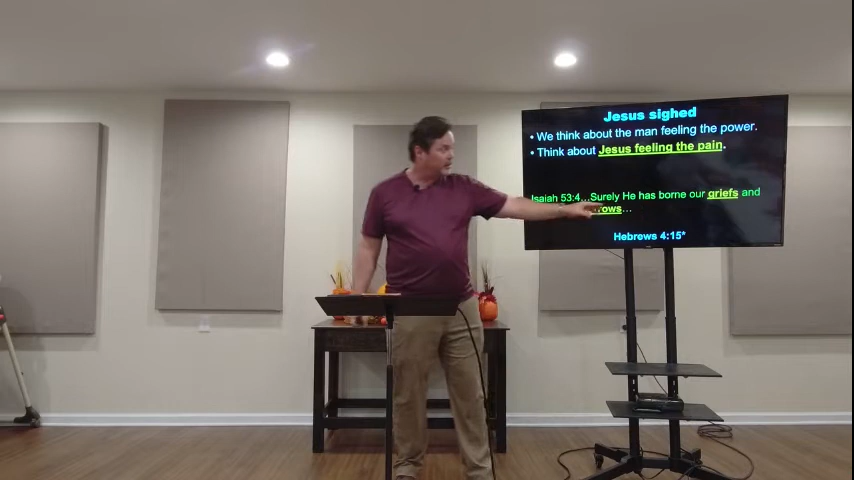 Jesus sighed
• We think about the man feeling the power.
• Think about Jesus feeling the pain.
Isaiah 53:4...Surely He has borne our griefs and
rows...
Hebrews 4:15*